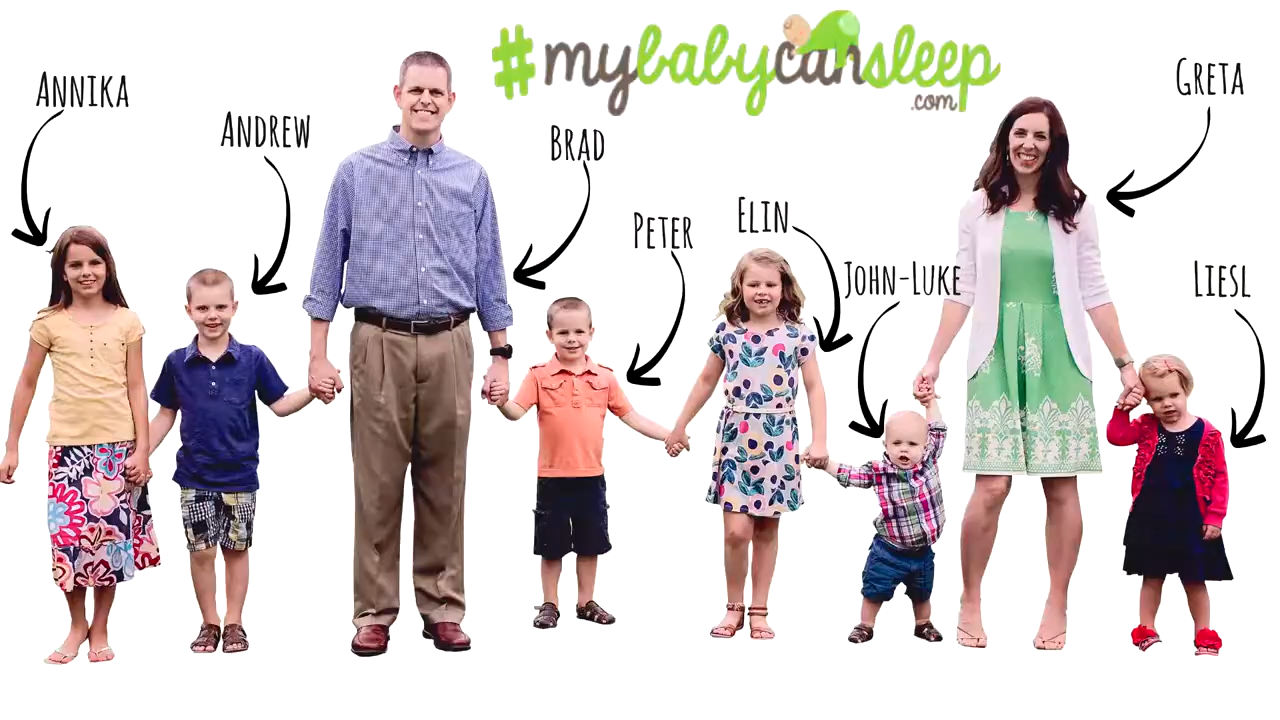 #mybabycansleep
.com
Annika
Andrew
Brad
Peter
Elin
John-Luke
Greta
Liesl